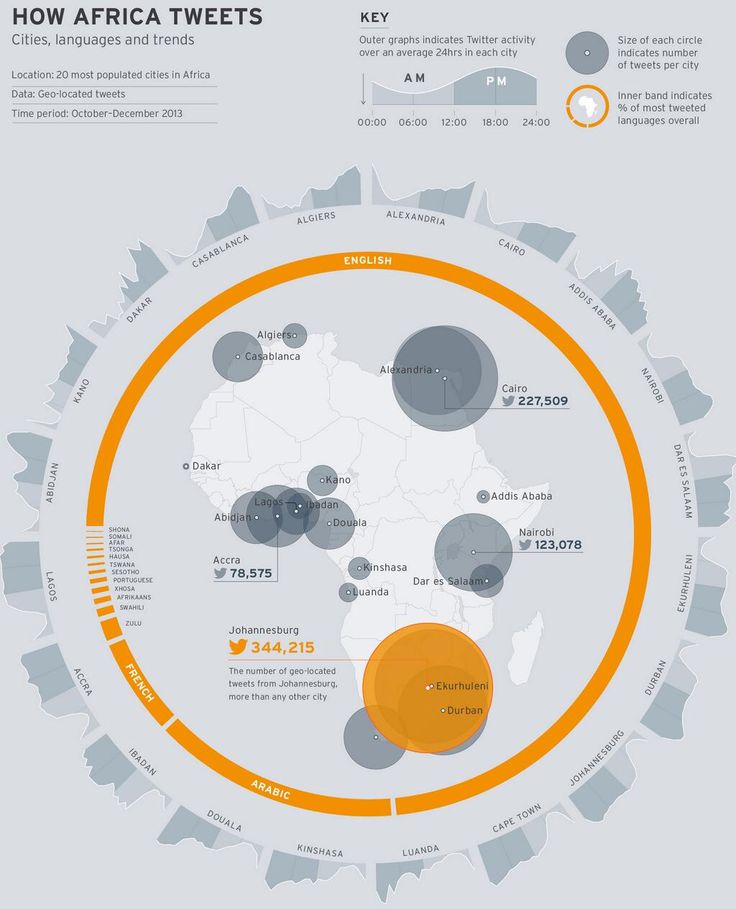 HOW AFRICA TWEETS
Cities, languages and trends
Location: 20 most populated cities in Africa
Data: Geo-located tweets
Time period: October–December 2013
KEY
Outer graphs indicates Twitter activity
over an average 24hrs in each city
AM
PM
00:00 06:00 12:00 18:00 24:00
Size of each circle
indicates number
of tweets per city
Inner band indicates
% of most tweeted
languages overall
ALGIERS
ALEXANDRIA
CAIRO
ADDIS ABABA
NAIROBI
DAR ES SALAAM
EKURHULENI
DURBAN
JOHANNESBURG
CAPE TOWN
LUANDA
KINSHASA
DOUALA
IBADAN
ACCRA
LAGOS
ABIDJAN
KANO
DAKAR
CASABLANCA
ENGLISH
SHONA
SOMALI
AFAR
TSONGA
HAUSA
TSWANA
SESOTHO
PORTUGUESE
XHOSA
AFRIKAANS
SWAHILI
ZULU
FRENCH
ARABIC
Algiers
Casablanca
Alexandria
Cairo
227,509
Dakar
Kano
Addis Ababa
Lagos
Ibadan
Abidjan
Douala
Accra
78,575
Nairobi
123,078
Kinshasa
Dar es Salaam
Luanda
Johannesburg
344,215
The number of geo-located
tweets from Johannesburg,
more than any other city
Ekurhuleni
Durban